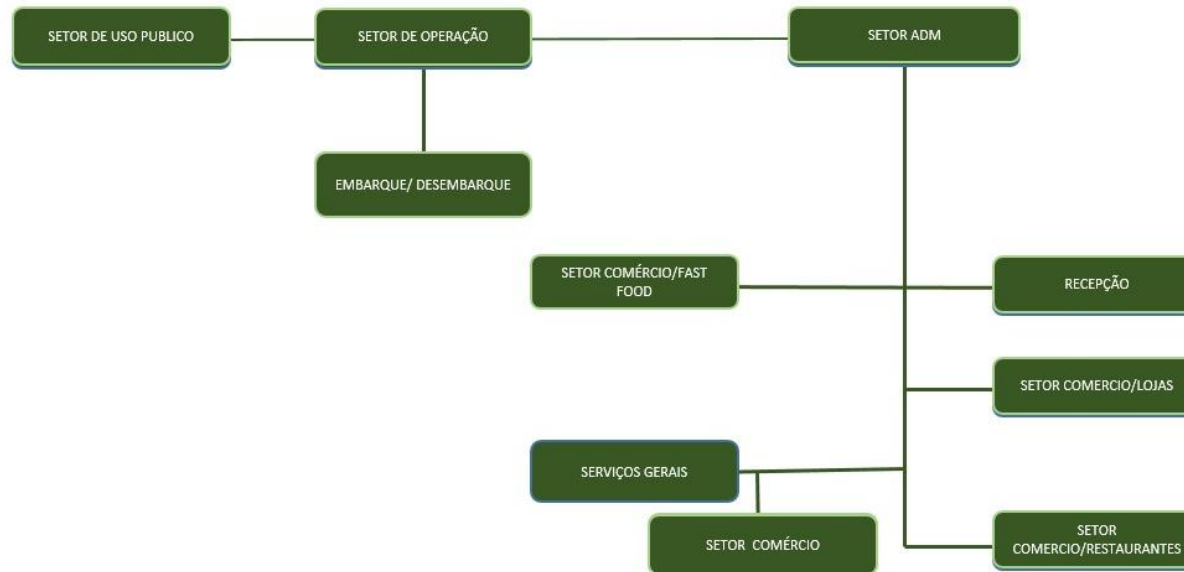 SETOR DE USO PUBLICO
SETOR DE OPERAÇÃO
SETOR ADM
EMBARQUE/ DESEMBARQUE
SETOR COMÉRCIO/FAST
FOOD
RECEPÇÃO
SETOR COMERCIO/LOJAS
SERVIÇOS GERAIS
SETOR COMÉRCIO
SETOR
COMERCIO/RESTAURANTES